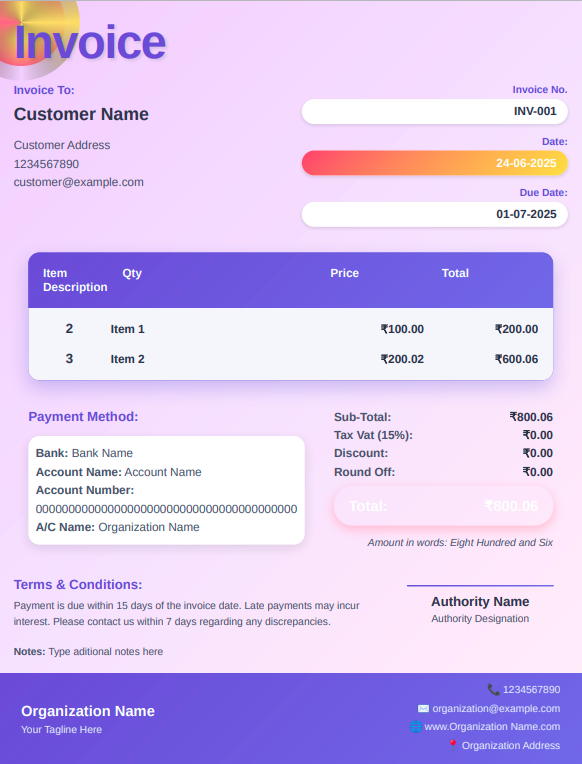 Invoice
Invoice To:
Customer Name
Customer Address
1234567890
customer@example.com
Invoice No.
INV-001
Date:
24-06-2025
Due Date:
01-07-2025
Item Description Qty Price Total
2 Item 1 ₹100.00 ₹200.00
3 Item 2 ₹200.02 ₹600.06
Payment Method:
Bank: Bank Name
Account Name: Account Name
Account Number:
0000000000000000000000000000000000000000
A/C Name: Organization Name
Sub-Total: ₹800.06
Tax Vat (15%): ₹0.00
Discount: ₹0.00
Round Off: ₹0.00
Total: ₹800.06
Amount in words: Eight Hundred and Six
Terms & Conditions:
Payment is due within 15 days of the invoice date. Late payments may incur
interest. Please contact us within 7 days regarding any discrepancies.
Notes: Type aditional notes here
Authority Name
Authority Designation
Organization Name
Your Tagline Here
📞 1234567890
✉️ organization@example.com
🌐 www.Organization Name.com
📍 Organization Address